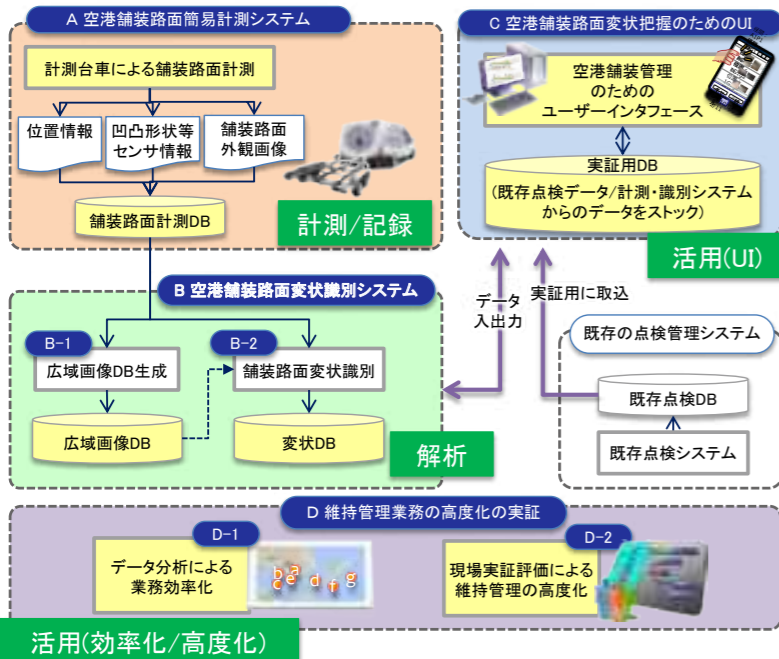 A 空港舗装路面簡易計測システム
計測台車による舗装路面計測
位置情報
凹凸形状等
センサ情報
舗装路面
外観画像
舗装路面計測DB
計測/記録
C 空港舗装路面変状把握のためのUI
空港舗装管理
のための
ユーザーインタフェース
実証用DB
(既存点検データ/計測・識別システム
からのデータをストック)
活用(UI)
B 空港舗装路面変状識別システム
B-1
広域画像DB生成
広域画像DB
B-2
舗装路面変状識別
変状DB
解析
データ
入出力
実証用に取込
既存の点検管理システム
既存点検DB
既存点検システム
D 維持管理業務の高度化の実証
D-1
データ分析による
業務効率化
b a
c e d f g
D-2
現場実証評価による
維持管理の高度化
活用(効率化/高度化)